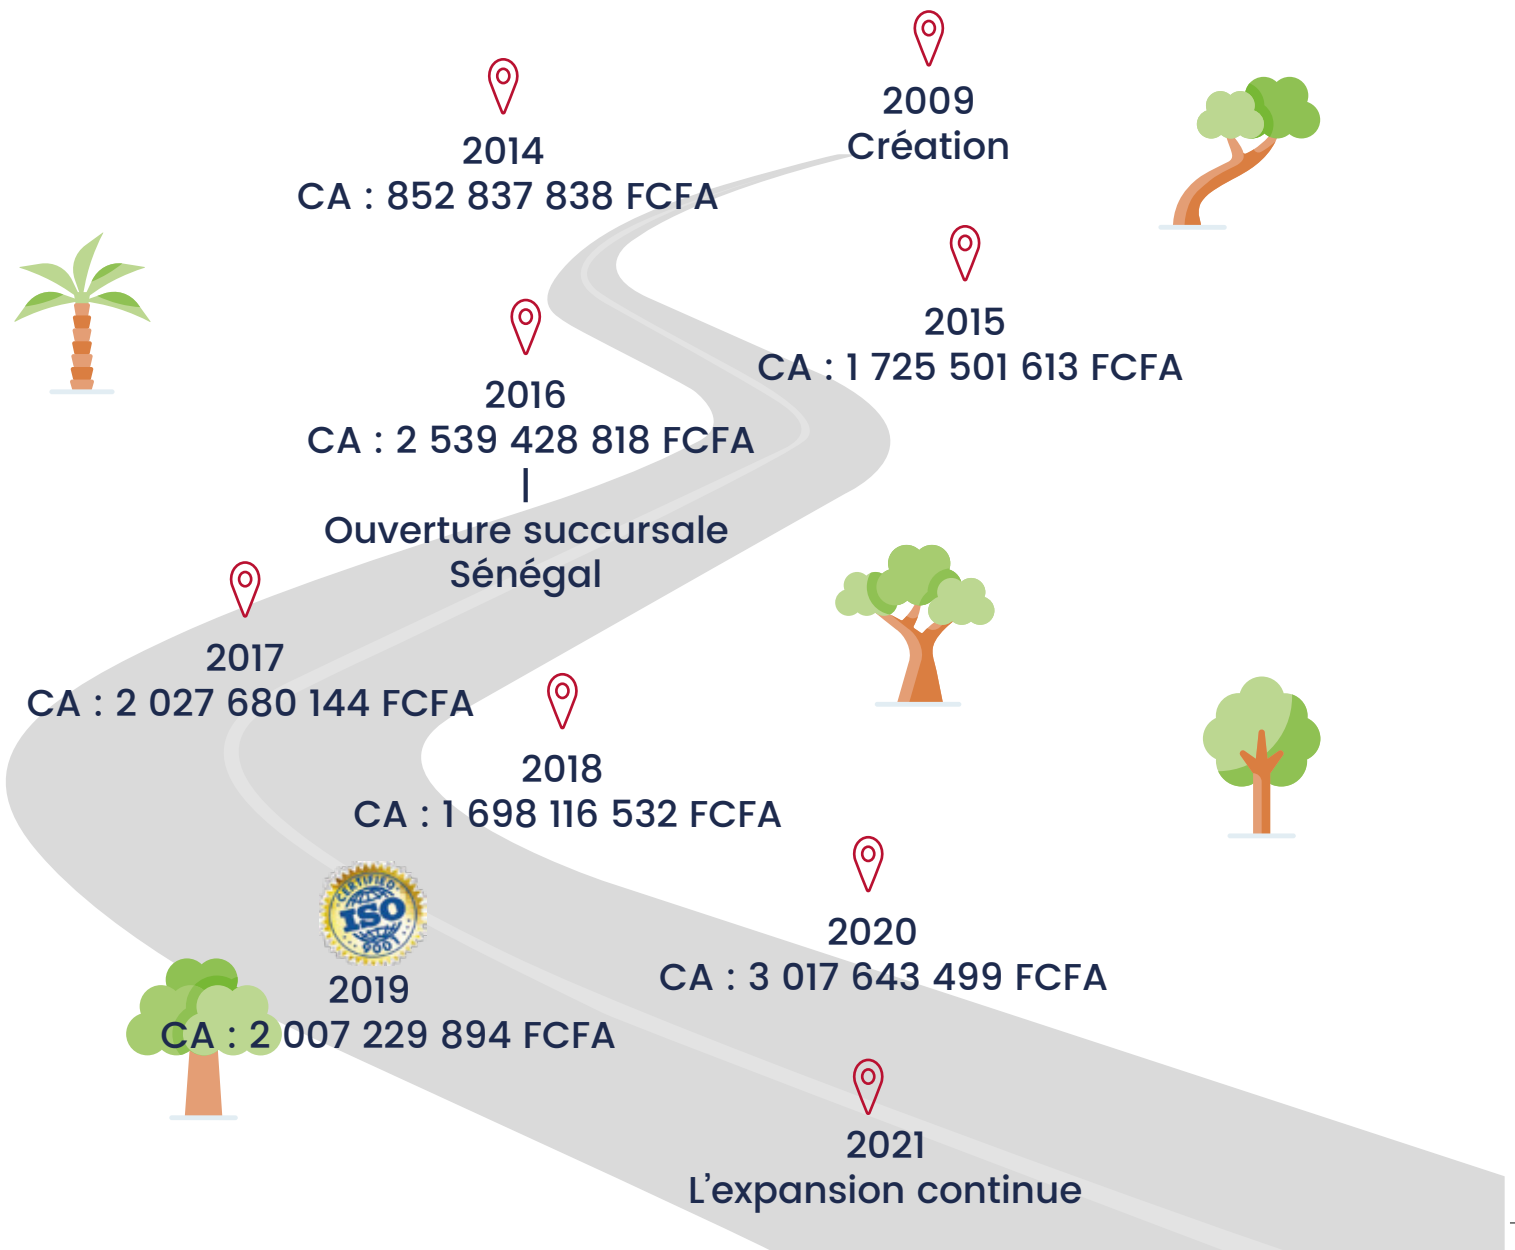 2009
Création
2014
CA : 852 837 838 FCFA
2015
CA : 1 725 501 613 FCFA
2016
CA : 2 539 428 818 FCFA
|
Ouverture succursale
Sénégal
2017
CA : 2 027 680 144 FCFA
2018
CA : 1 698 116 532 FCFA
CERTIFIED
ISO
9001
2019
CA : 2 007 229 894 FCFA
2020
CA : 3 017 643 499 FCFA
2021
L’expansion continue